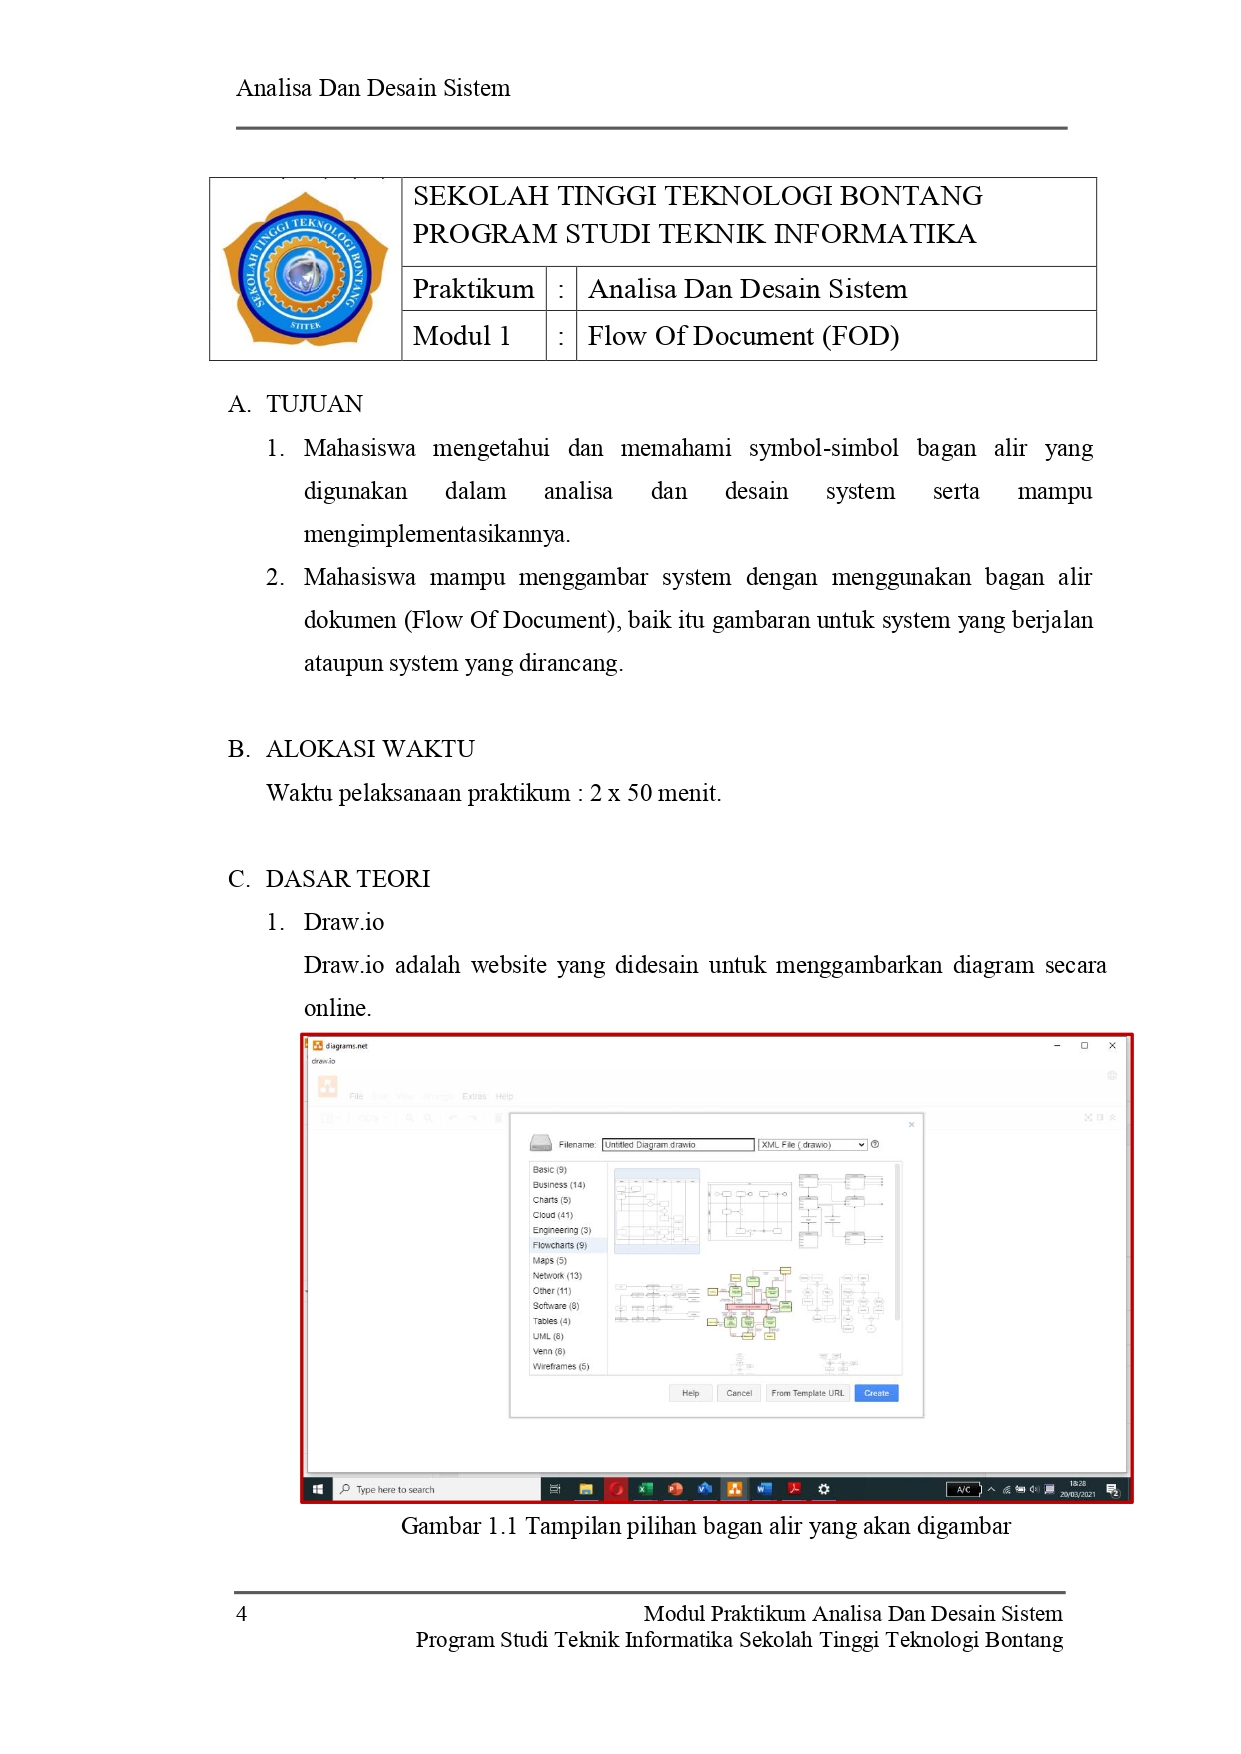 Analisa Dan Desain Sistem
SEKOLAH TINGGI TEKNOLOGI BONTANG
STITEK
SEKOLAH TINGGI TEKNOLOGI BONTANG
PROGRAM STUDI TEKNIK INFORMATIKA
Praktikum : Analisa Dan Desain Sistem
Modul 1 : Flow Of Document (FOD)
A. TUJUAN
1. Mahasiswa mengetahui dan memahami symbol-simbol bagan alir yang
digunakan dalam analisa dan desain system serta mampu
mengimplementasikannya.
2. Mahasiswa mampu menggambar system dengan menggunakan bagan alir
dokumen (Flow Of Document), baik itu gambaran untuk system yang berjalan
ataupun system yang dirancang.
B. ALOKASI WAKTU
Waktu pelaksanaan praktikum : 2 x 50 menit.
C. DASAR TEORI
1. Draw.io
Draw.io adalah website yang didesain untuk menggambarkan diagram secara
online.
diagrams.net
draw.io
File Extras Help
Filename: Untitled Diagram.drawio XML File (.drawio)
Basic (9)
Business (14)
Charts (5)
Cloud (41)
Engineering (3)
Flowcharts (9)
Maps (5)
Network (13)
Other (11)
Software (8)
Tables (4)
UML (8)
Venn (8)
Wireframes (5)
Help Cancel From Template URL Create
Type here to search
A/C
18:28
20/03/2021
2
Gambar 1.1 Tampilan pilihan bagan alir yang akan digambar
4 Modul Praktikum Analisa Dan Desain Sistem
Program Studi Teknik Informatika Sekolah Tinggi Teknologi Bontang